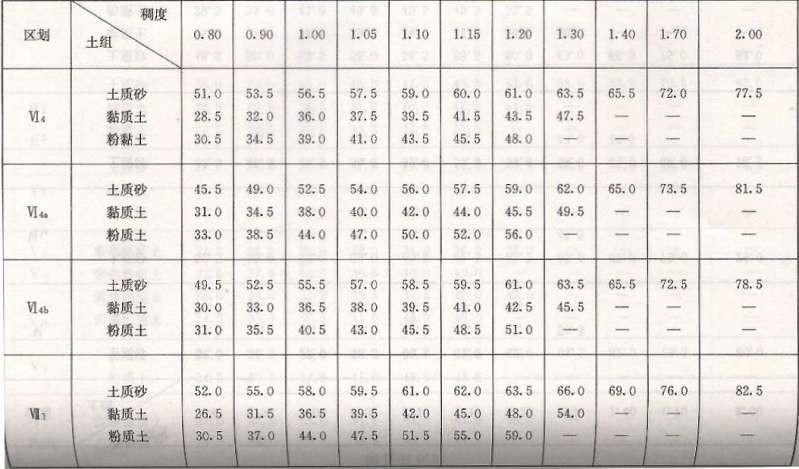 稠度
区划 土组 0.80 0.90 1.00 1.05 1.10 1.15 1.20 1.30 1.40 1.70 2.00
土质砂 51.0 53.5 56.5 57.5 59.0 60.0 61.0 63.5 65.5 72.0 77.5
Ⅵ4 黏质土 28.5 32.0 36.0 37.5 39.5 41.5 43.5 47.5 — — —
粉黏土 30.5 34.5 39.0 41.0 43.5 45.5 48.0 — — — —
土质砂 45.5 49.0 52.5 54.0 56.0 57.5 59.0 62.0 65.0 73.5 81.5
Ⅵ4a 黏质土 31.0 34.5 38.0 40.0 42.0 44.0 45.5 49.5 — — —
粉质土 33.0 38.5 44.0 47.0 50.0 52.0 56.0 — — — —
土质砂 49.5 52.5 55.5 57.0 58.5 59.5 61.0 63.5 65.5 72.5 78.5
Ⅵ4b 黏质土 30.0 33.0 36.5 38.0 39.5 41.0 42.5 45.5 — — —
粉质土 31.0 35.5 40.5 43.0 45.5 48.5 51.0 — — — —
土质砂 52.0 55.0 58.0 59.5 61.0 62.0 63.5 66.0 69.0 76.0 82.5
黏质土 26.5 31.5 36.5 39.5 42.0 45.0 48.0 54.0 — — —
粉质土 30.5 37.0 44.0 47.5 51.5 55.0 59.0 — — — —